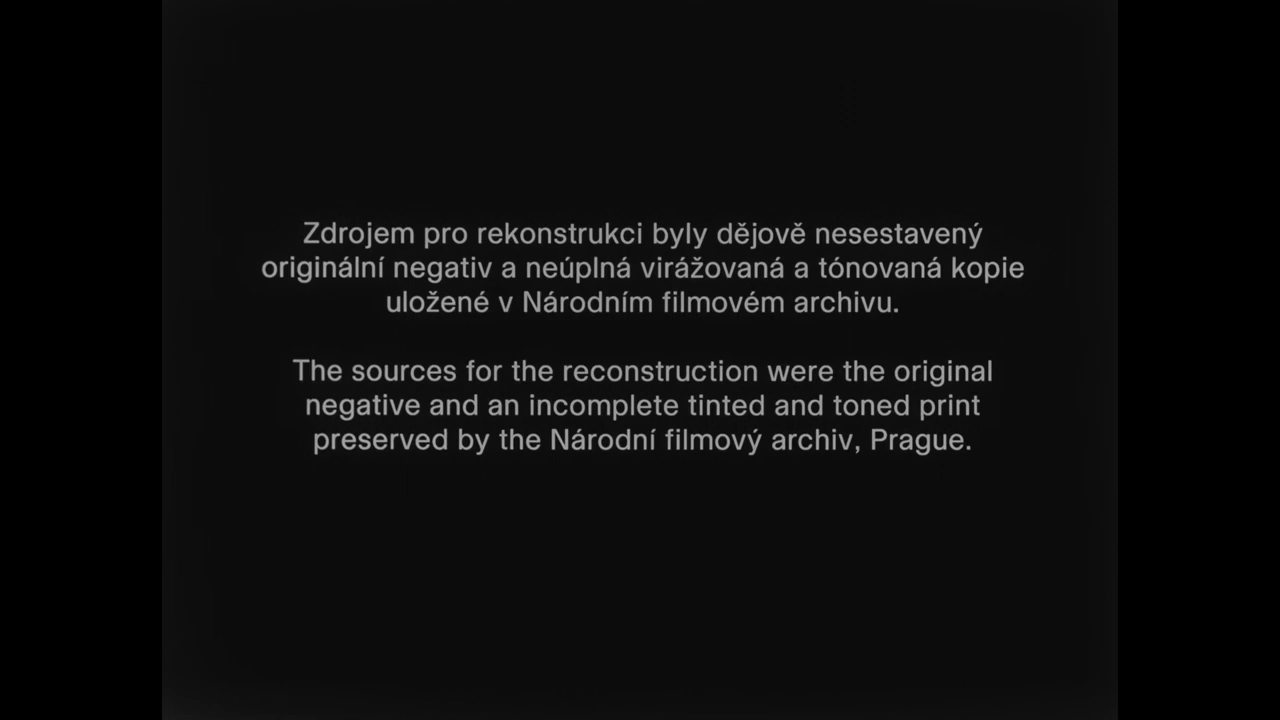 Zdrojem pro rekonstrukci byly dějově nesestavený
originální negativ a neúplná virážovaná a tónovaná kopie
uložené v Národním filmovém archivu.
The sources for the reconstruction were the original
negative and an incomplete tinted and toned print
preserved by the Národní filmový archiv, Prague.